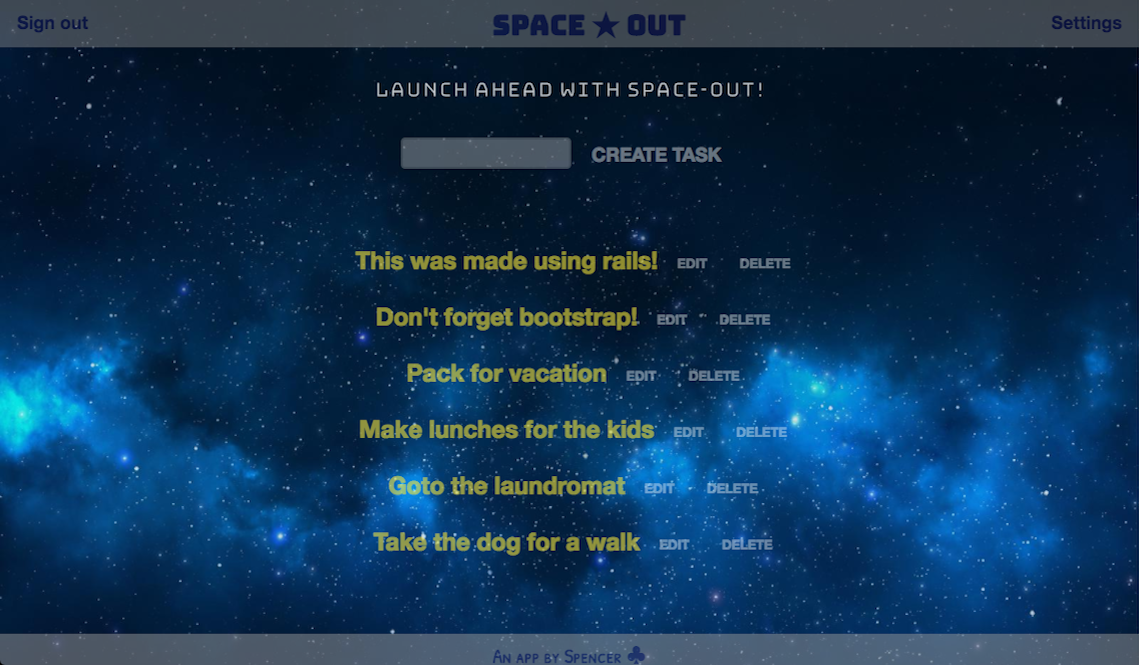 Sign out SPACE ★ OUT Settings
LAUNCH AHEAD WITH SPACE-OUT!
CREATE TASK
This was made using rails! EDIT DELETE
Don't forget bootstrap! EDIT DELETE
Pack for vacation EDIT DELETE
Make lunches for the kids EDIT DELETE
Goto the laundromat EDIT DELETE
Take the dog for a walk EDIT DELETE
An app by Spencer ♣